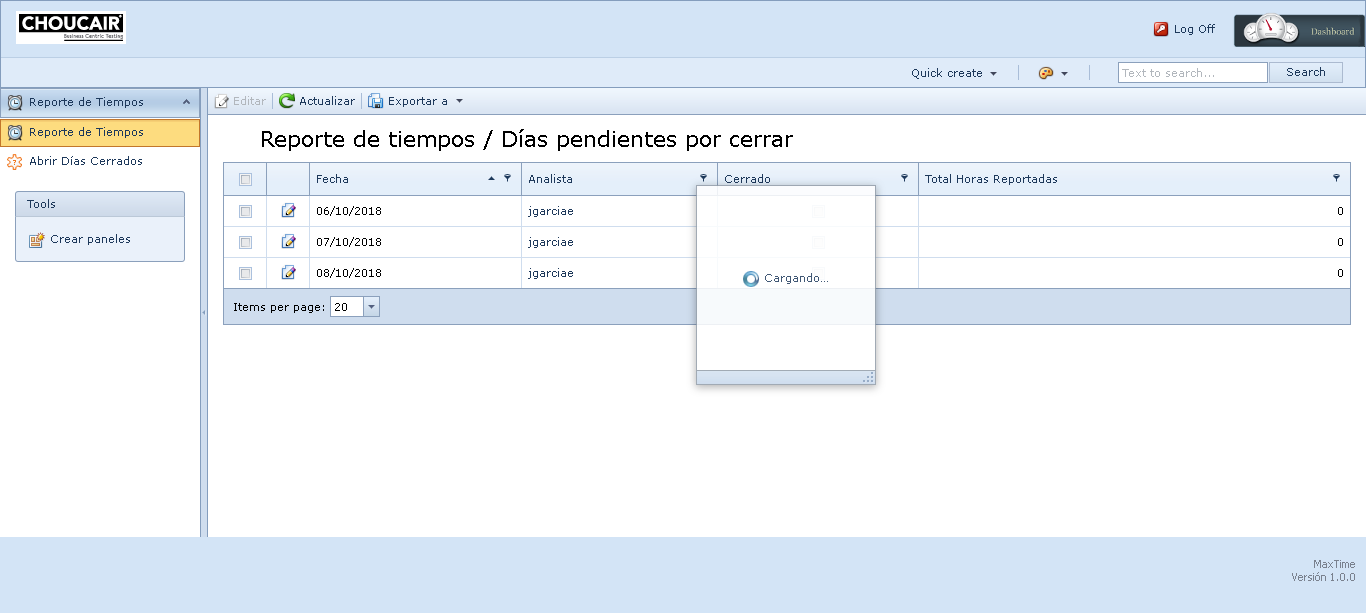 CHOUCAIR
Business Centric Testing
Log Off
Dashboard
Quick create
Text to search...
Search
Reporte de Tiempos
Editar
Actualizar
Exportar a
Reporte de Tiempos
Abrir Días Cerrados
Tools
Crear paneles
Reporte de tiempos / Días pendientes por cerrar
Fecha Analista Cerrado Total Horas Reportadas
06/10/2018 jgarciae 0
07/10/2018 jgarciae 0
08/10/2018 jgarciae 0
Cargando...
Items per page: 20
MaxTime
Versión 1.0.0